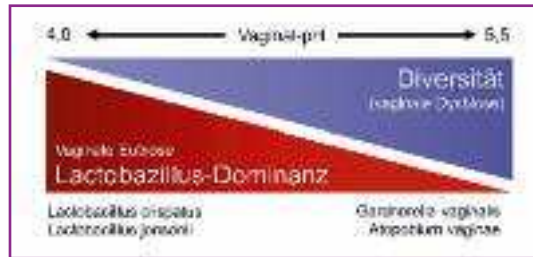 4,0 Vaginal-pH 5,5
Diversität
(vaginale Dysbiose)
Vaginale Eubiose
Lactobazillus-Dominanz
Lactobacillus crispatus
Lactobacillus jensenii
Gardnerella vaginalis
Atopobium vaginae